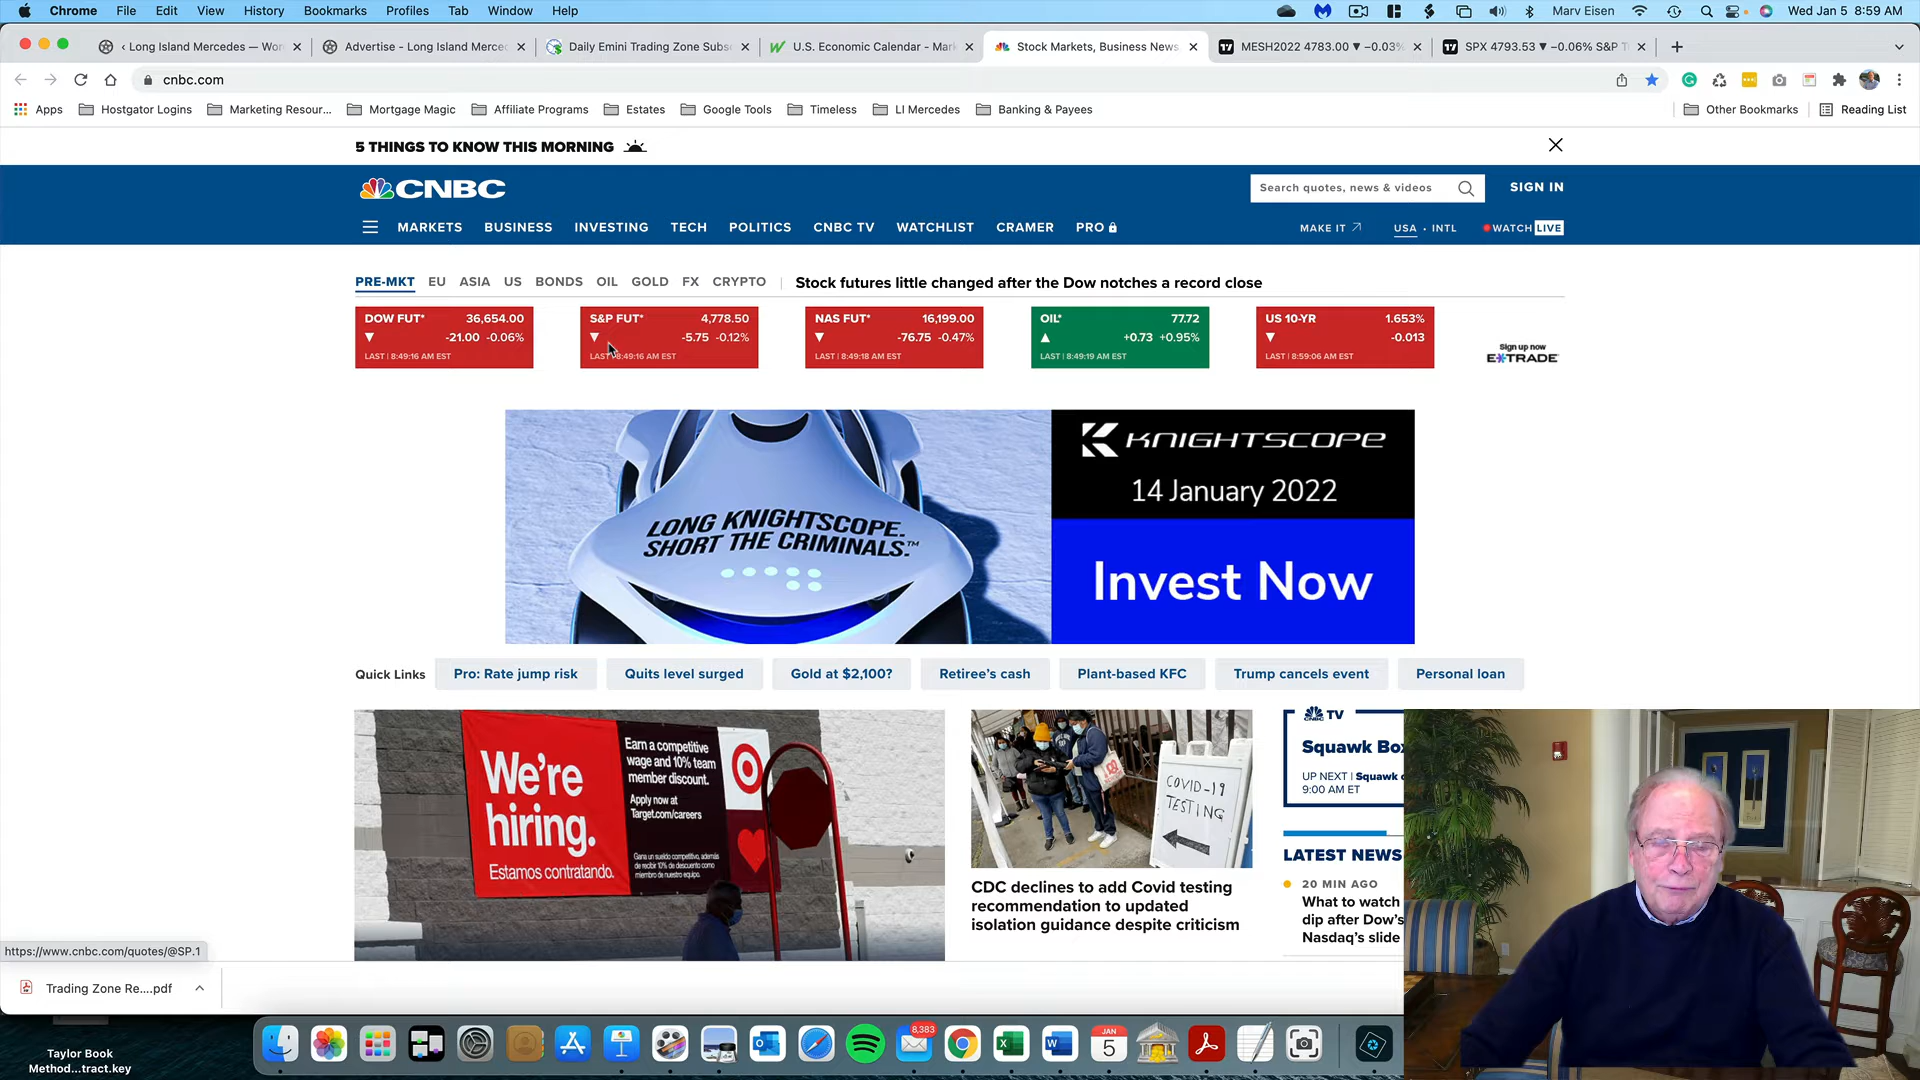 Chrome File Edit View History Bookmarks Profiles Tab Window Help
Marv Eisen Wed Jan 5 8:59 AM
‹ Long Island Mercedes — Wor
Advertise - Long Island Merced
Daily Emini Trading Zone Subsc
U.S. Economic Calendar - Mark
Stock Markets, Business News
MESH2022 4783.00 ▼ −0.03%
SPX 4793.53 ▼ −0.06% S&P T
cnbc.com
Apps Hostgator Logins Marketing Resour... Mortgage Magic Affiliate Programs Estates Google Tools Timeless LI Mercedes Banking & Payees Other Bookmarks Reading List
5 THINGS TO KNOW THIS MORNING
CNBC
Search quotes, news & videos
SIGN IN
MARKETS BUSINESS INVESTING TECH POLITICS CNBC TV WATCHLIST CRAMER PRO
MAKE IT USA • INTL WATCH LIVE
PRE-MKT EU ASIA US BONDS OIL GOLD FX CRYPTO
Stock futures little changed after the Dow notches a record close
DOW FUT* 36,654.00
▼ -21.00 -0.06%
LAST | 8:49:16 AM EST
S&P FUT* 4,778.50
▼ -5.75 -0.12%
LAST | 8:49:16 AM EST
NAS FUT* 16,199.00
▼ -76.75 -0.47%
LAST | 8:49:18 AM EST
OIL* 77.72
▲ +0.73 +0.95%
LAST | 8:49:19 AM EST
US 10-YR 1.653%
▼ -0.013
LAST | 8:59:06 AM EST
Sign up now
E*TRADE
LONG KNIGHTSCOPE.
SHORT THE CRIMINALS.™
KNIGHTSCOPE
14 January 2022
Invest Now
Quick Links
Pro: Rate jump risk
Quits level surged
Gold at $2,100?
Retiree's cash
Plant-based KFC
Trump cancels event
Personal loan
We're
hiring.
Estamos contratando.
Earn a competitive
wage and 10% team
member discount.
Apply now at
Target.com/careers
COVID-19
TESTING
CDC declines to add Covid testing
recommendation to updated
isolation guidance despite criticism
CNBC TV
Squawk Bo
UP NEXT | Squawk
9:00 AM ET
LATEST NEWS
20 MIN AGO
What to watch
dip after Dow's
Nasdaq's slide
https://www.cnbc.com/quotes/@SP.1
Trading Zone Re....pdf
8,383
JAN
5
Taylor Book
Method...tract.key